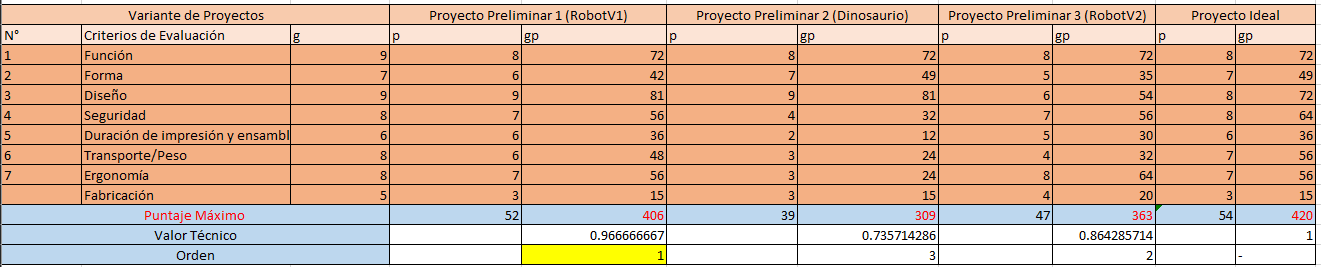 Variante de Proyectos Proyecto Preliminar 1 (RobotV1) Proyecto Preliminar 2 (Dinosaurio) Proyecto Preliminar 3 (RobotV2) Proyecto Ideal
N° Criterios de Evaluación g p gp p gp p gp p gp
1 Función 9 8 72 8 72 8 72 8 72
2 Forma 7 6 42 7 49 5 35 7 49
3 Diseño 9 9 81 9 81 6 54 8 72
4 Seguridad 8 7 56 4 32 7 56 8 64
5 Duración de impresión y ensambl 6 6 36 2 12 5 30 6 36
6 Transporte/Peso 8 6 48 3 24 4 32 7 56
7 Ergonomía 8 7 56 3 24 8 64 7 56
Fabricación 5 3 15 3 15 4 20 3 15
Puntaje Máximo 52 406 39 309 47 363 54 420
Valor Técnico 0.966666667 0.735714286 0.864285714 1
Orden 1 3 2 -